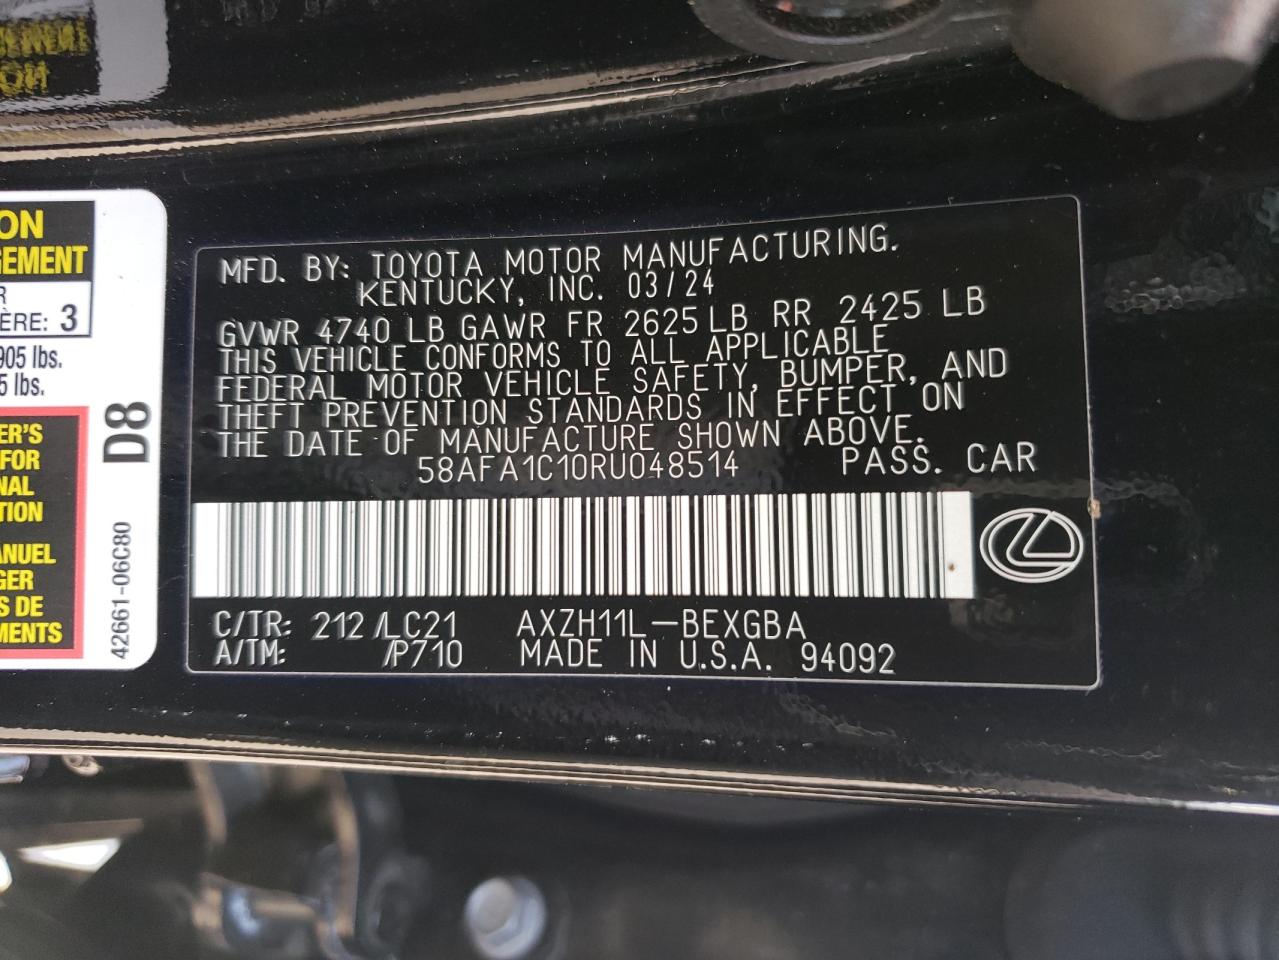 ON
GEMENT
R
ÈRE: 3
905 lbs.
5 lbs.
ER'S
FOR
NAL
TION
ANUEL
GER
S DE
MENTS
D8
42661-06C80
MFD. BY: TOYOTA MOTOR MANUFACTURING.
KENTUCKY, INC. 03/24
GVWR 4740 LB GAWR FR 2625 LB RR 2425 LB
THIS VEHICLE CONFORMS TO ALL APPLICABLE
FEDERAL MOTOR VEHICLE SAFETY, BUMPER, AND
THEFT PREVENTION STANDARDS IN EFFECT ON
THE DATE OF MANUFACTURE SHOWN ABOVE.
58AFA1C10RU048514 PASS. CAR
C/TR: 212 /LC21 AXZH11L-BEXGBA
A/TM: /P710 MADE IN U.S.A. 94092